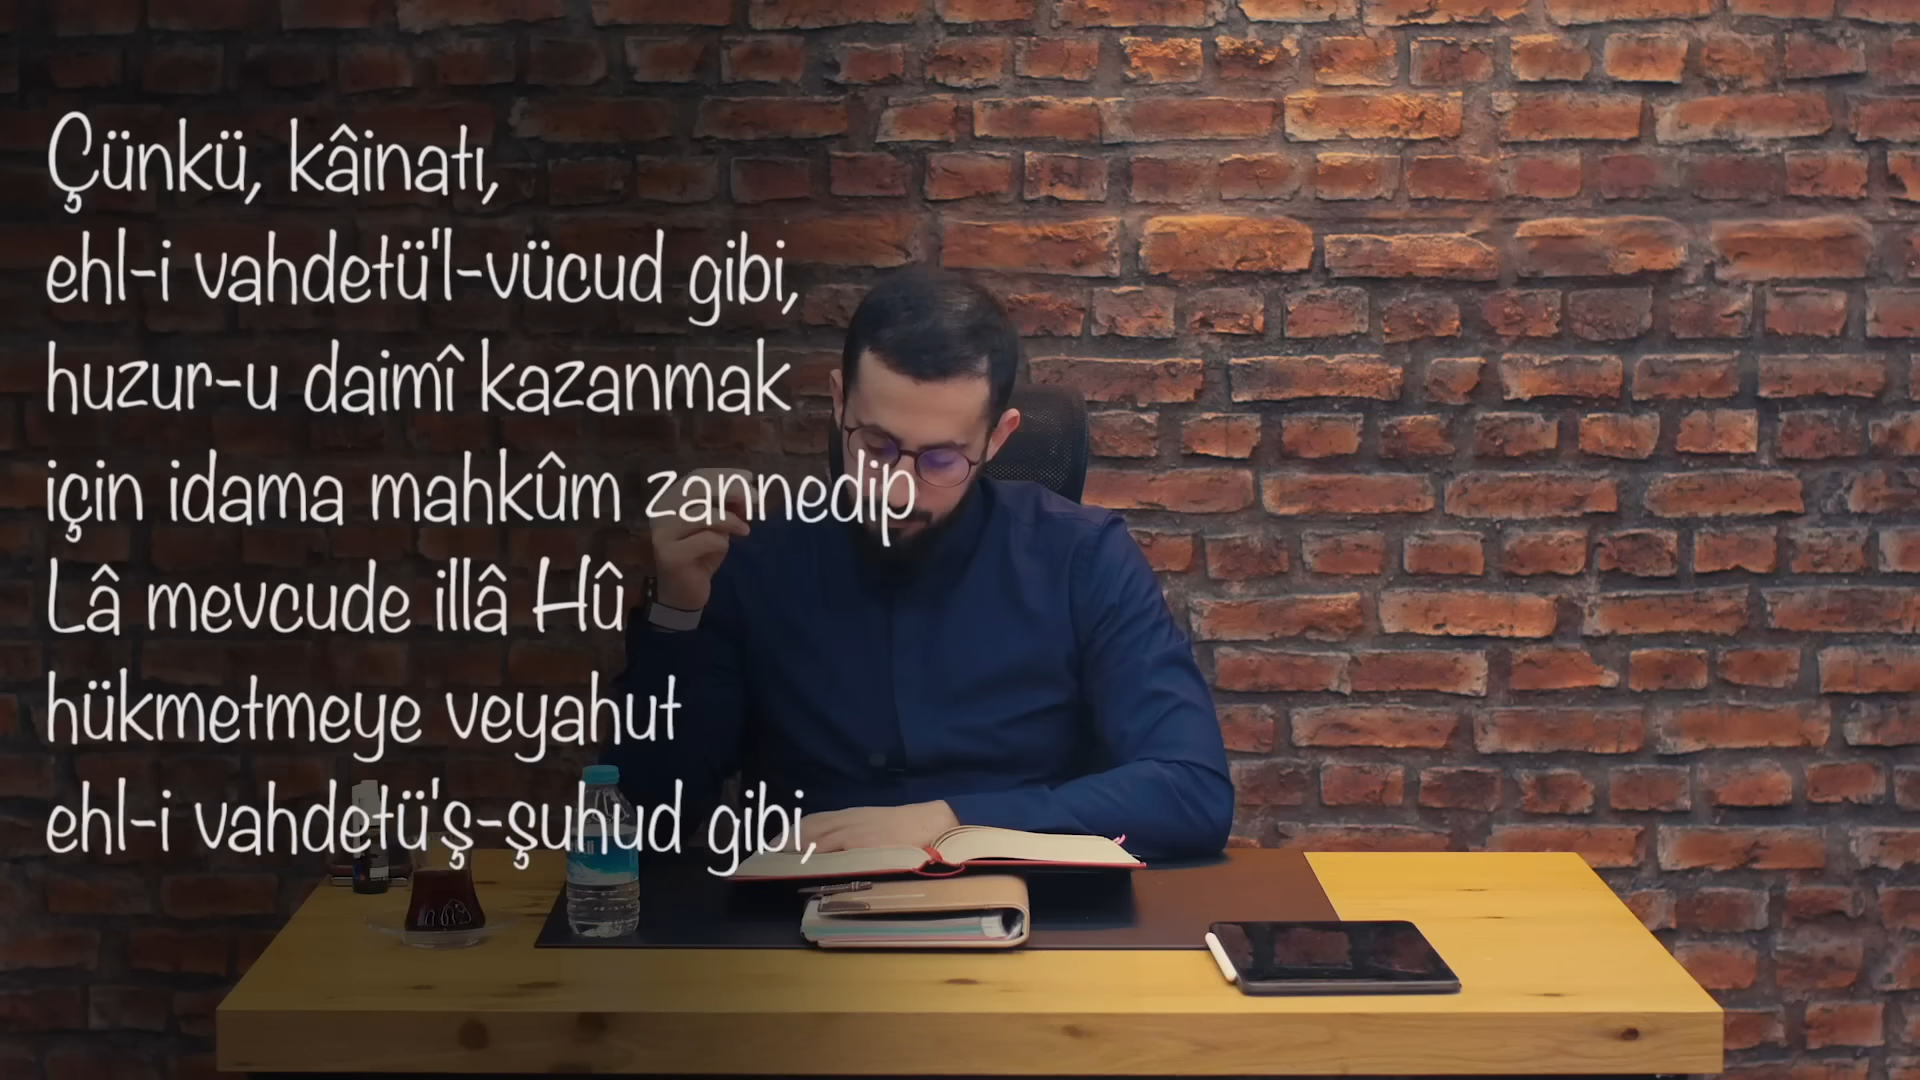 Çünkü, kâinatı,
ehl-i vahdetü'l-vücud gibi,
huzur-u daimî kazanmak
için idama mahkûm zannedip
Lâ mevcude illâ Hû
hükmetmeye veyahut
ehl-i vahdetü'ş-şuhud gibi,